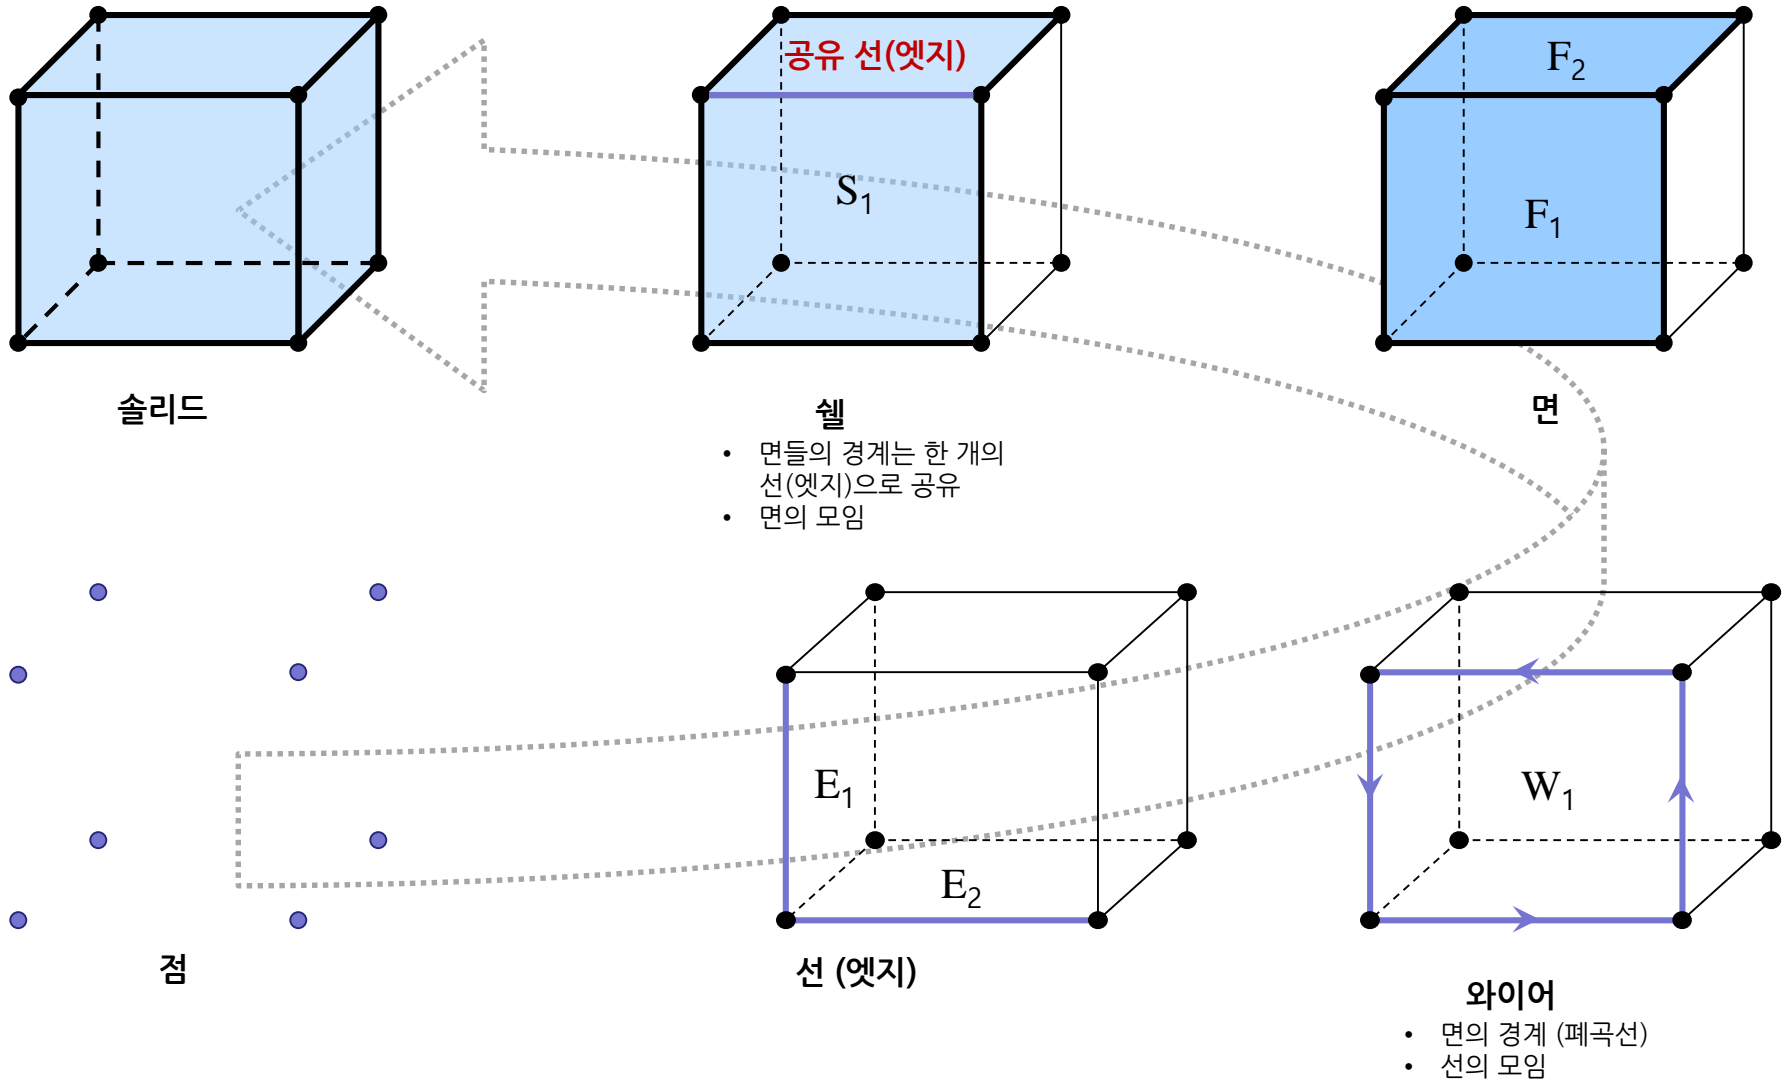 공유 선(엣지)
S1
F2
F1
솔리드
쉘
• 면들의 경계는 한 개의
선(엣지)으로 공유
• 면의 모임
면
E1
E2
W1
점
선 (엣지)
와이어
• 면의 경계 (폐곡선)
• 선의 모임